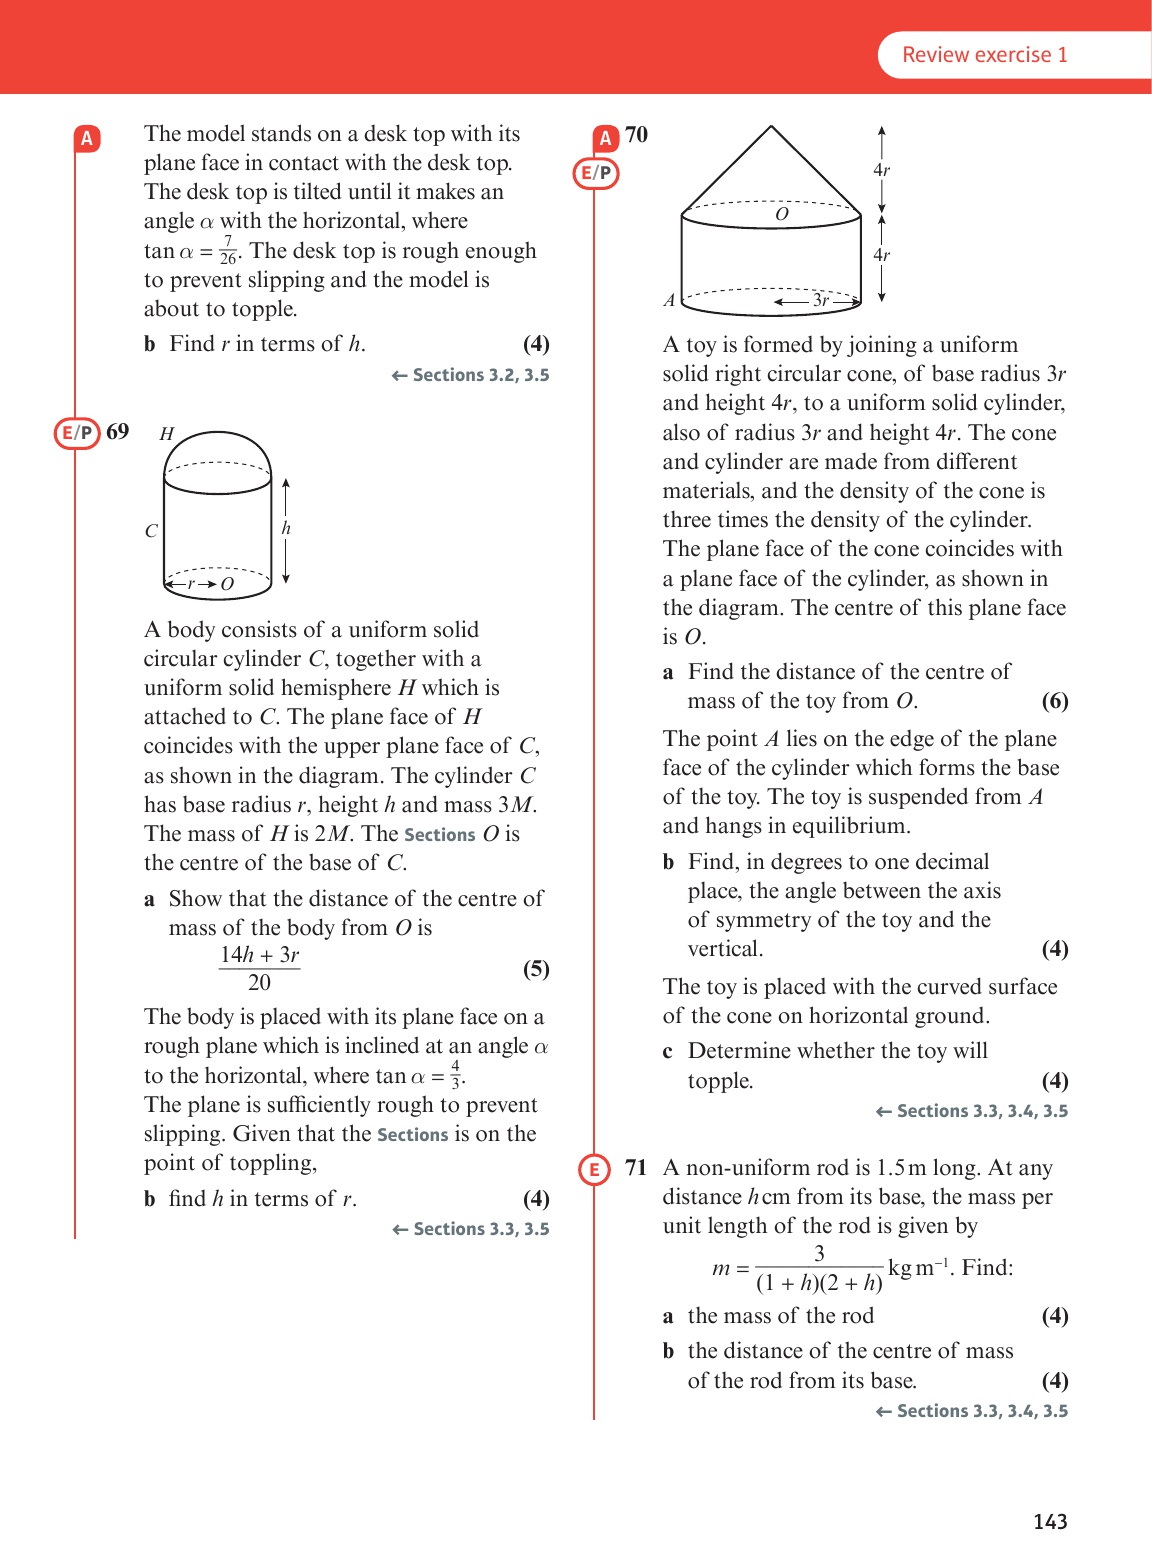 Review exercise 1
A
The model stands on a desk top with its
plane face in contact with the desk top.
The desk top is tilted until it makes an
angle α with the horizontal, where
tan α = 7/26. The desk top is rough enough
to prevent slipping and the model is
about to topple.
b Find r in terms of h. (4)
← Sections 3.2, 3.5
E/P 69
H
C
h
r O
A body consists of a uniform solid
circular cylinder C, together with a
uniform solid hemisphere H which is
attached to C. The plane face of H
coincides with the upper plane face of C,
as shown in the diagram. The cylinder C
has base radius r, height h and mass 3M.
The mass of H is 2M. The Sections O is
the centre of the base of C.
a Show that the distance of the centre of
mass of the body from O is
14h + 3r
20
(5)
The body is placed with its plane face on a
rough plane which is inclined at an angle α
to the horizontal, where tan α = 4/3.
The plane is sufficiently rough to prevent
slipping. Given that the Sections is on the
point of toppling,
b find h in terms of r. (4)
← Sections 3.3, 3.5
A 70
E/P
4r
O
4r
A
3r
A toy is formed by joining a uniform
solid right circular cone, of base radius 3r
and height 4r, to a uniform solid cylinder,
also of radius 3r and height 4r. The cone
and cylinder are made from different
materials, and the density of the cone is
three times the density of the cylinder.
The plane face of the cone coincides with
a plane face of the cylinder, as shown in
the diagram. The centre of this plane face
is O.
a Find the distance of the centre of
mass of the toy from O. (6)
The point A lies on the edge of the plane
face of the cylinder which forms the base
of the toy. The toy is suspended from A
and hangs in equilibrium.
b Find, in degrees to one decimal
place, the angle between the axis
of symmetry of the toy and the
vertical. (4)
The toy is placed with the curved surface
of the cone on horizontal ground.
c Determine whether the toy will
topple. (4)
← Sections 3.3, 3.4, 3.5
E 71 A non-uniform rod is 1.5 m long. At any
distance h cm from its base, the mass per
unit length of the rod is given by
m = 3/((1 + h)(2 + h)) kg m⁻¹. Find:
a the mass of the rod (4)
b the distance of the centre of mass
of the rod from its base. (4)
← Sections 3.3, 3.4, 3.5
143